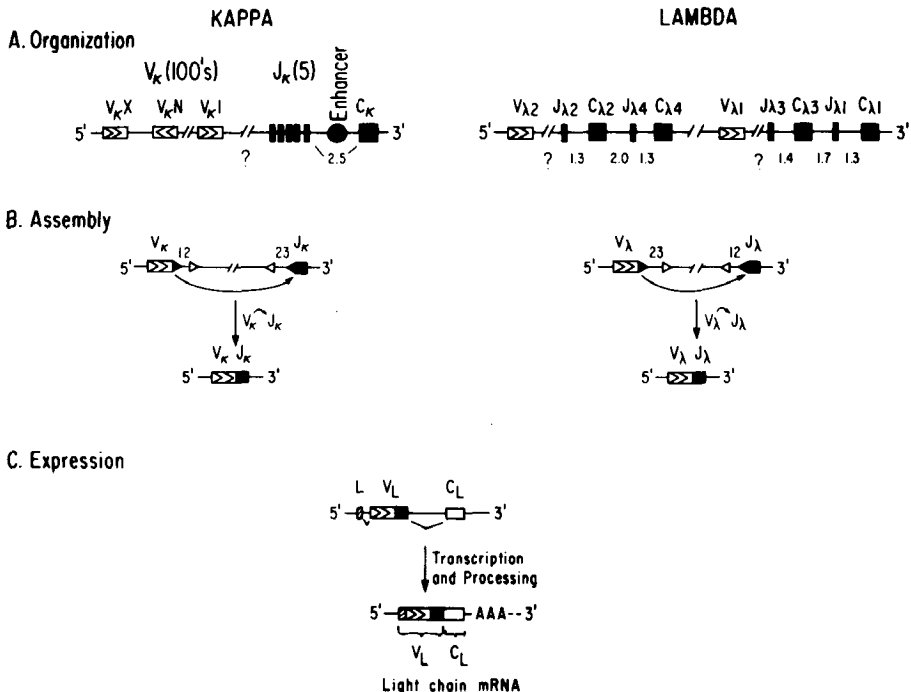 KAPPA LAMBDA
A. Organization
Vκ(100's) Jκ(5) Enhancer Cκ
VκX VκN VκI
5' 3'
? 2.5
Vλ2 Jλ2 Cλ2 Jλ4 Cλ4 Vλ1 Jλ3 Cλ3 Jλ1 Cλ1
5' 3'
? 1.3 2.0 1.3 ? 1.4 1.7 1.3
B. Assembly
Vκ 12 23 Jκ
5' 3'
Vκ Jκ
Vκ Jκ
5' 3'
Vλ 23 12 Jλ
5' 3'
Vλ Jλ
Vλ Jλ
5' 3'
C. Expression
L VL CL
5' 3'
Transcription
and Processing
5' AAA--3'
VL CL
Light chain mRNA